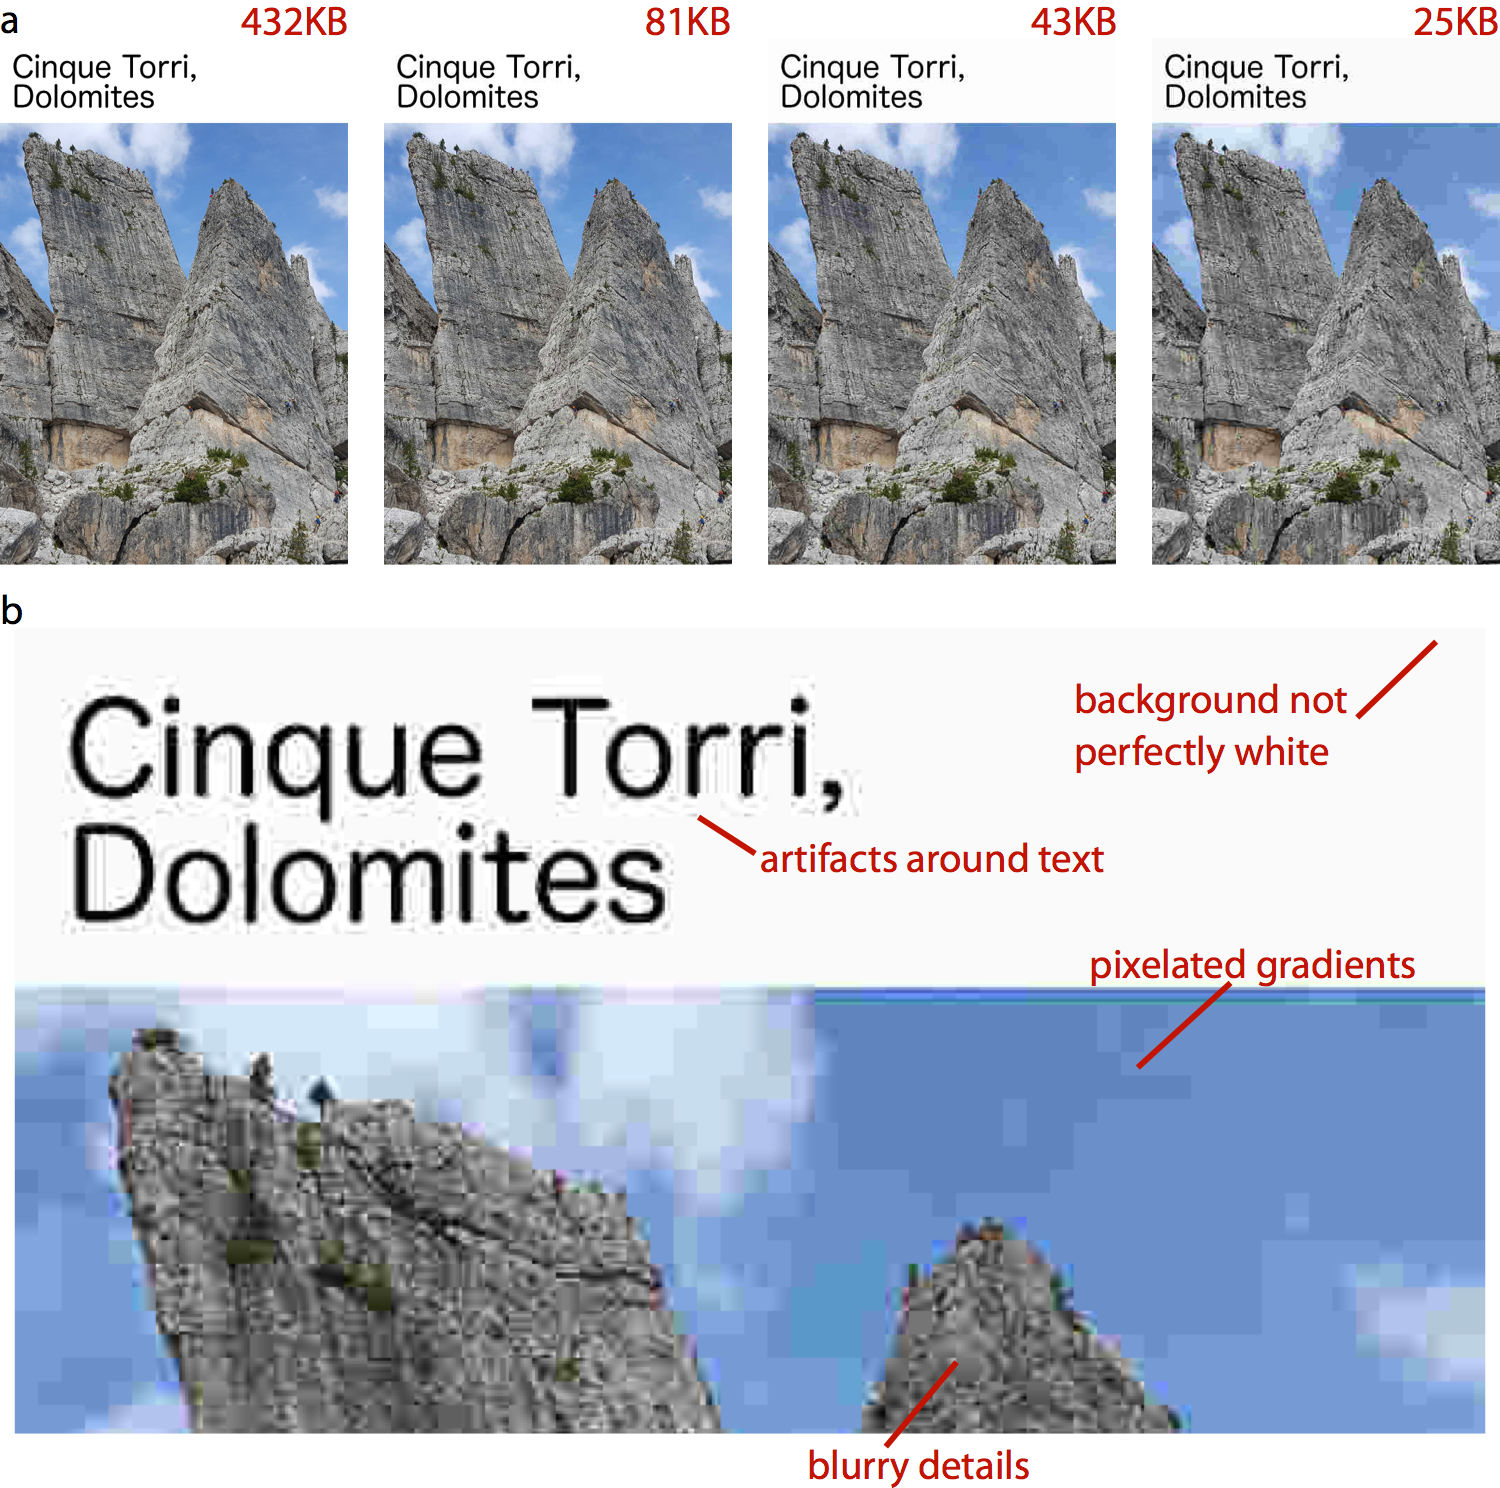 a
432KB
81KB
43KB
25KB
Cinque Torri,
Dolomites
Cinque Torri,
Dolomites
Cinque Torri,
Dolomites
Cinque Torri,
Dolomites
b
Cinque Torri,
Dolomites
background not
perfectly white
artifacts around text
pixelated gradients
blurry details